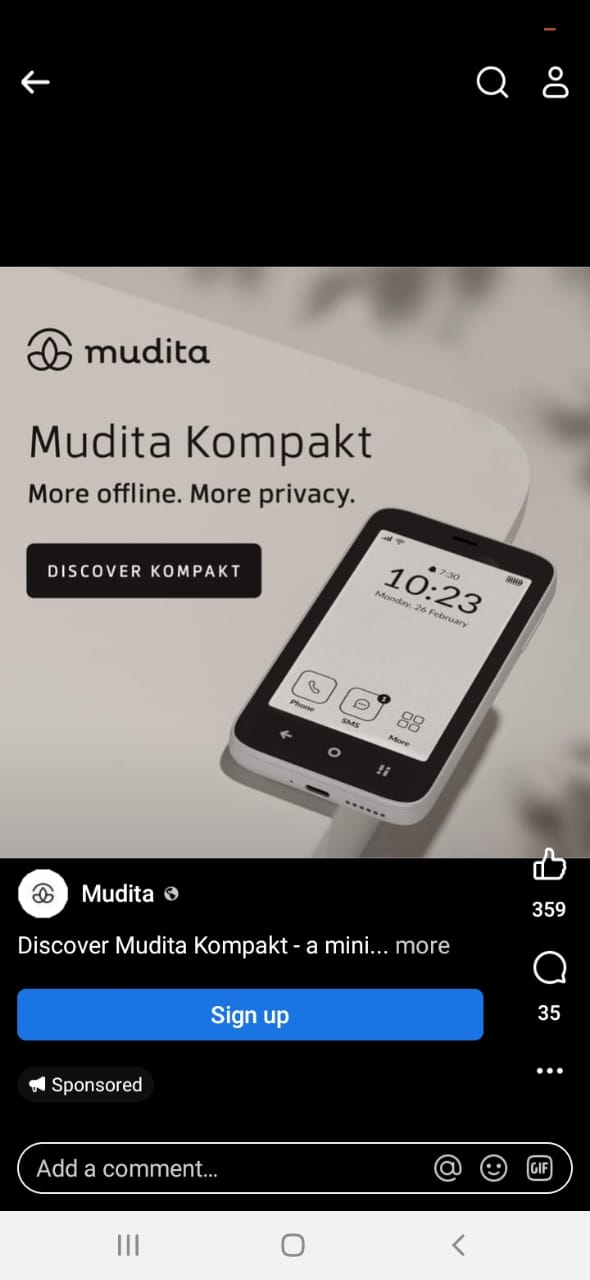 mudita
Mudita Kompakt
More offline. More privacy.
DISCOVER KOMPAKT
7:30
10:23
Monday, 26 February
Phone
1
SMS
More
Mudita
359
Discover Mudita Kompakt - a mini... more
Sign up
35
Sponsored
Add a comment...
GIF